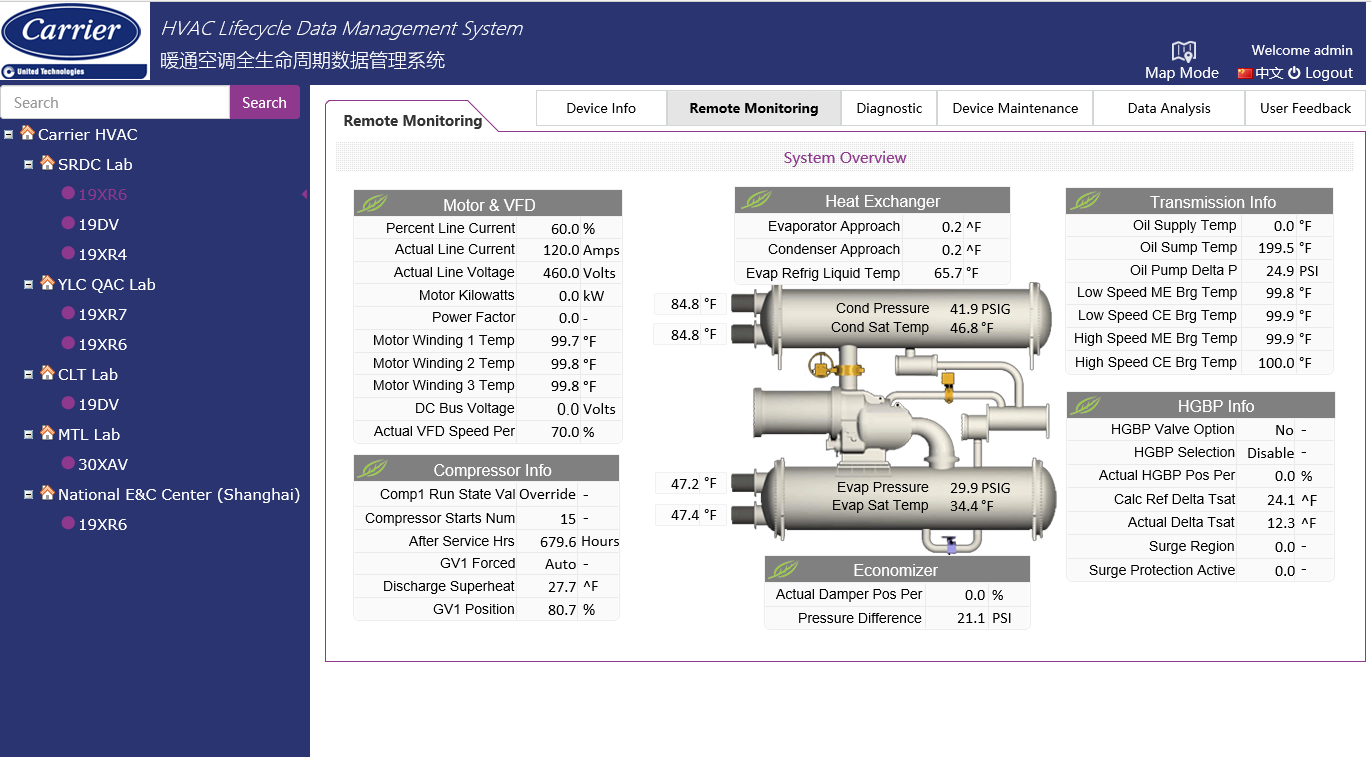 Carrier
United Technologies
HVAC Lifecycle Data Management System
暖通空调全生命周期数据管理系统
Map Mode
Welcome admin
中文 Logout
Search Search
Carrier HVAC
SRDC Lab
19XR6
19DV
19XR4
YLC QAC Lab
19XR7
19XR6
CLT Lab
19DV
MTL Lab
30XAV
National E&C Center (Shanghai)
19XR6
Remote Monitoring
Device Info Remote Monitoring Diagnostic Device Maintenance Data Analysis User Feedback
System Overview
Motor & VFD
Percent Line Current 60.0 %
Actual Line Current 120.0 Amps
Actual Line Voltage 460.0 Volts
Motor Kilowatts 0.0 kW
Power Factor 0.0 -
Motor Winding 1 Temp 99.7 °F
Motor Winding 2 Temp 99.8 °F
Motor Winding 3 Temp 99.8 °F
DC Bus Voltage 0.0 Volts
Actual VFD Speed Per 70.0 %
Compressor Info
Comp1 Run State Val Override -
Compressor Starts Num 15 -
After Service Hrs 679.6 Hours
GV1 Forced Auto -
Discharge Superheat 27.7 ^F
GV1 Position 80.7 %
Heat Exchanger
Evaporator Approach 0.2 ^F
Condenser Approach 0.2 ^F
Evap Refrig Liquid Temp 65.7 °F
84.8 °F
84.8 °F
Cond Pressure 41.9 PSIG
Cond Sat Temp 46.8 °F
47.2 °F
47.4 °F
Evap Pressure 29.9 PSIG
Evap Sat Temp 34.4 °F
Economizer
Actual Damper Pos Per 0.0 %
Pressure Difference 21.1 PSI
Transmission Info
Oil Supply Temp 0.0 °F
Oil Sump Temp 199.5 °F
Oil Pump Delta P 24.9 PSI
Low Speed ME Brg Temp 99.8 °F
Low Speed CE Brg Temp 99.9 °F
High Speed ME Brg Temp 99.9 °F
High Speed CE Brg Temp 100.0 °F
HGBP Info
HGBP Valve Option No -
HGBP Selection Disable -
Actual HGBP Pos Per 0.0 %
Calc Ref Delta Tsat 24.1 ^F
Actual Delta Tsat 12.3 ^F
Surge Region 0.0 -
Surge Protection Active 0.0 -